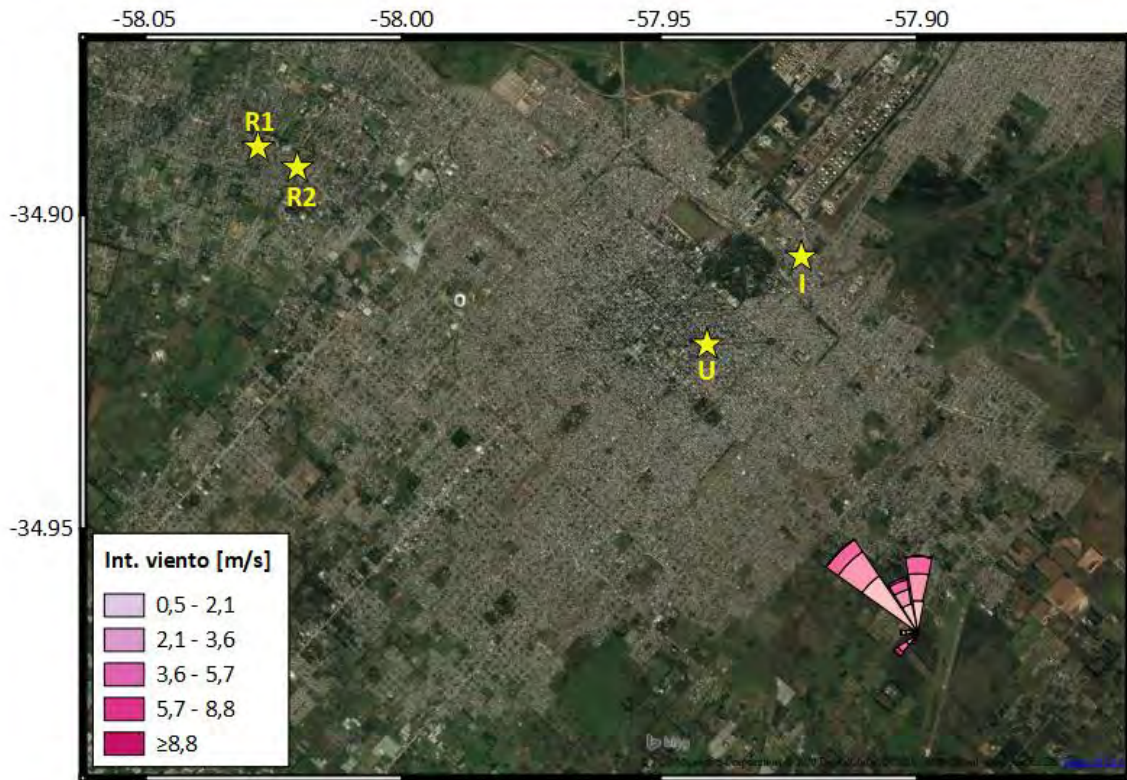 -58.05 -58.00 -57.95 -57.90
R1
R2
-34.90
I
U
-34.95
Int. viento [m/s]
0,5 - 2,1
2,1 - 3,6
3,6 - 5,7
5,7 - 8,8
≥8,8
bing